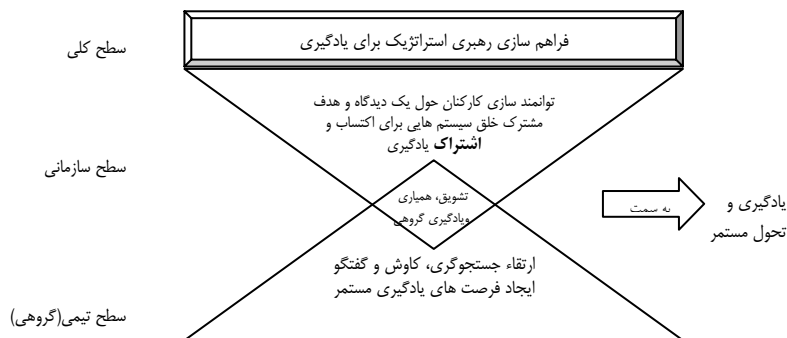 فراهم سازی رهبری استراتژیک برای یادگیری
سطح کلی
توانمند سازی کارکنان حول یک دیدگاه و هدف
مشترک خلق سیستم هایی برای اکتساب و
اشتراک یادگیری
سطح سازمانی
تشویق، همیاری
ویادگیری گروهی
به سمت
یادگیری و
تحول مستمر
ارتقاء جستجوگری، کاوش و گفتگو
ایجاد فرصت های یادگیری مستمر
سطح تیمی(گروهی)